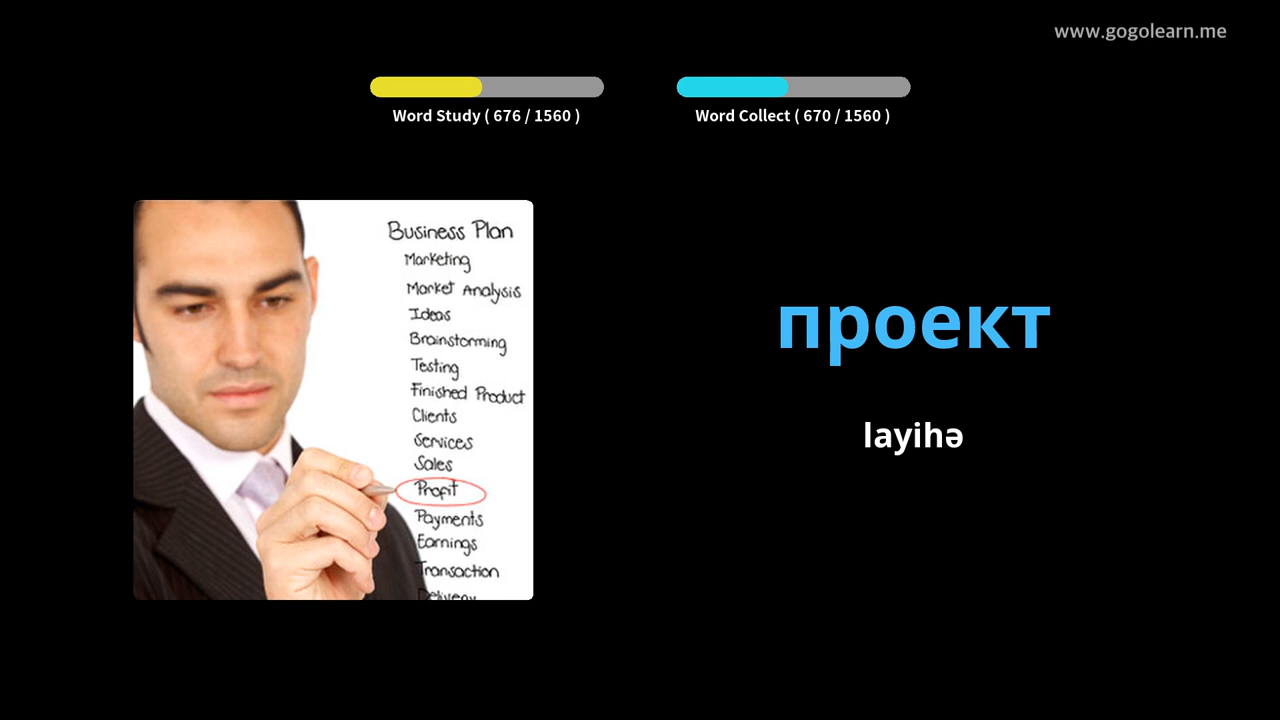 www.gogolearn.me
Word Study ( 676 / 1560 )
Word Collect ( 670 / 1560 )
Business Plan
Marketing
Market Analysis
Ideas
Brainstorming
Testing
Finished Product
Clients
Services
Sales
Profit
Payments
Earnings
Transaction
Delivery
проект
layihə